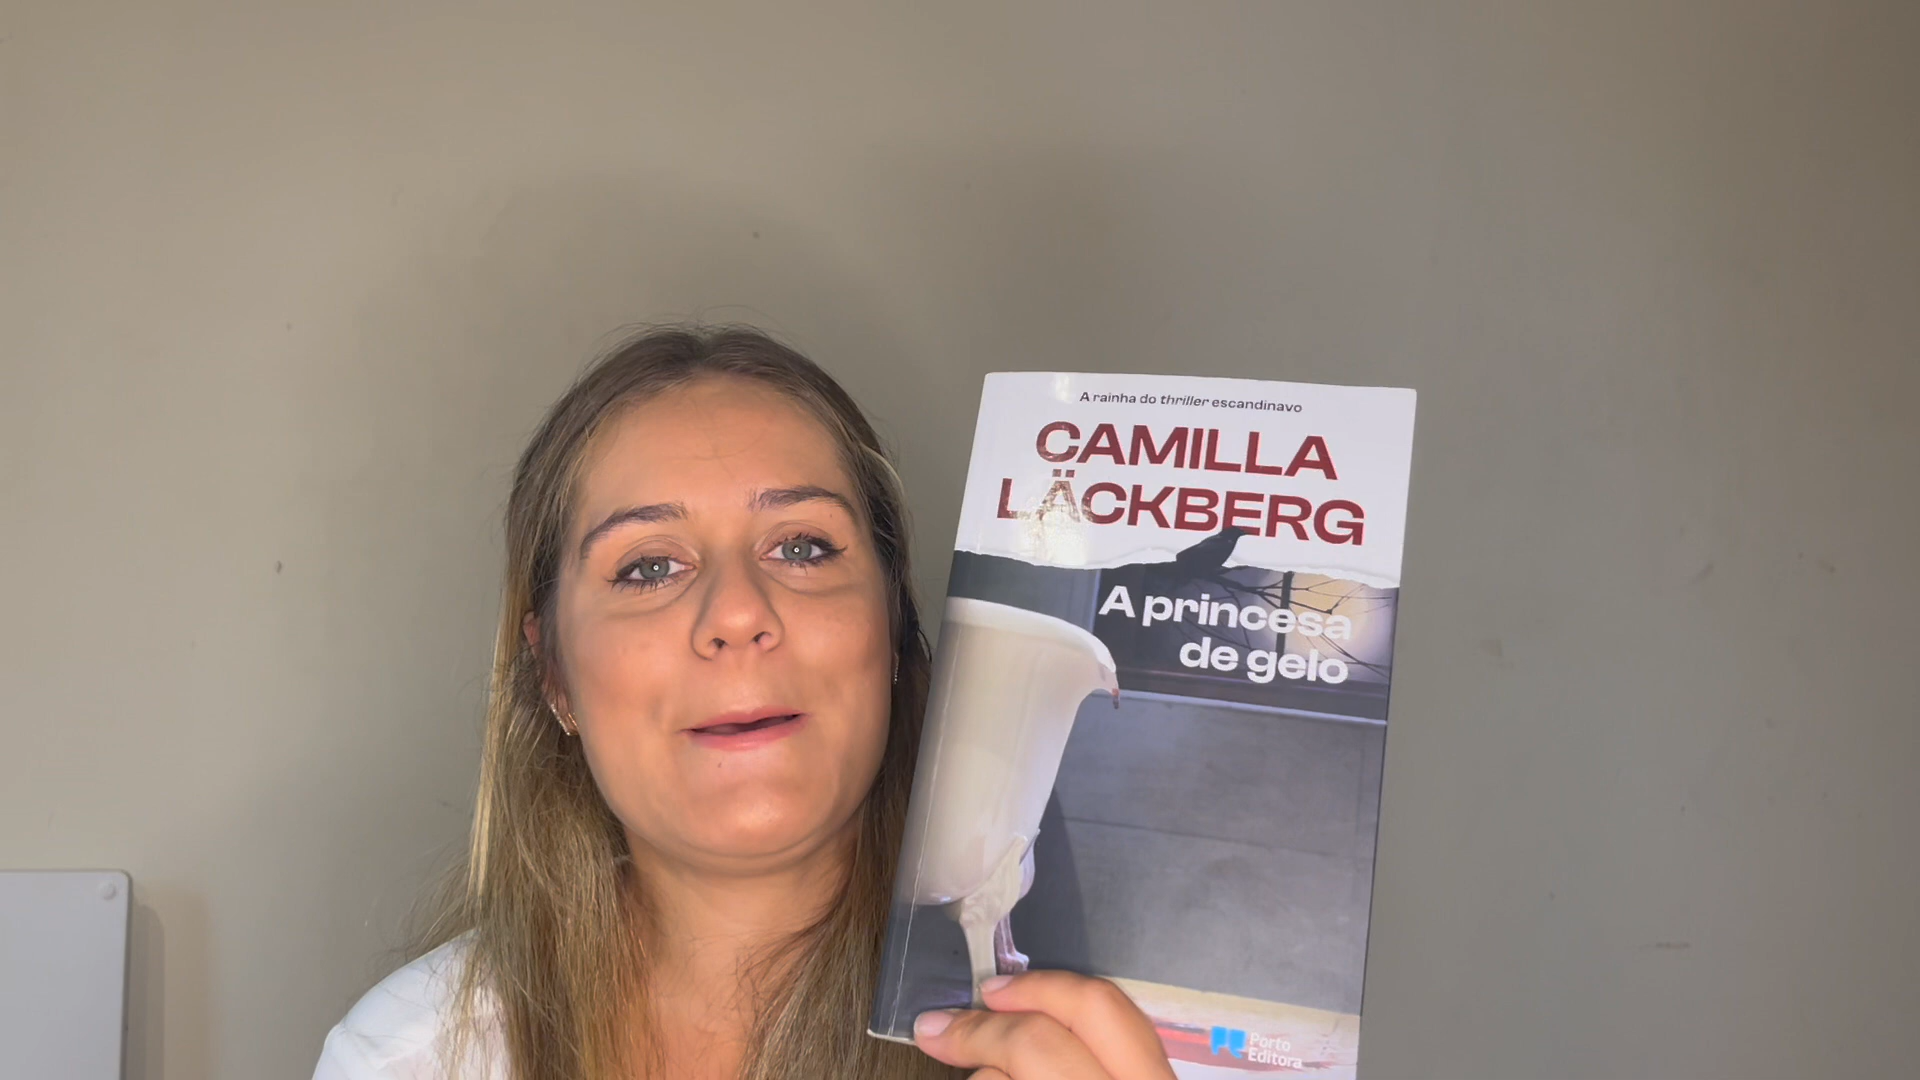 A rainha do thriller escandinavo
CAMILLA
LÄCKBERG
A princesa
de gelo
Porto
Editora